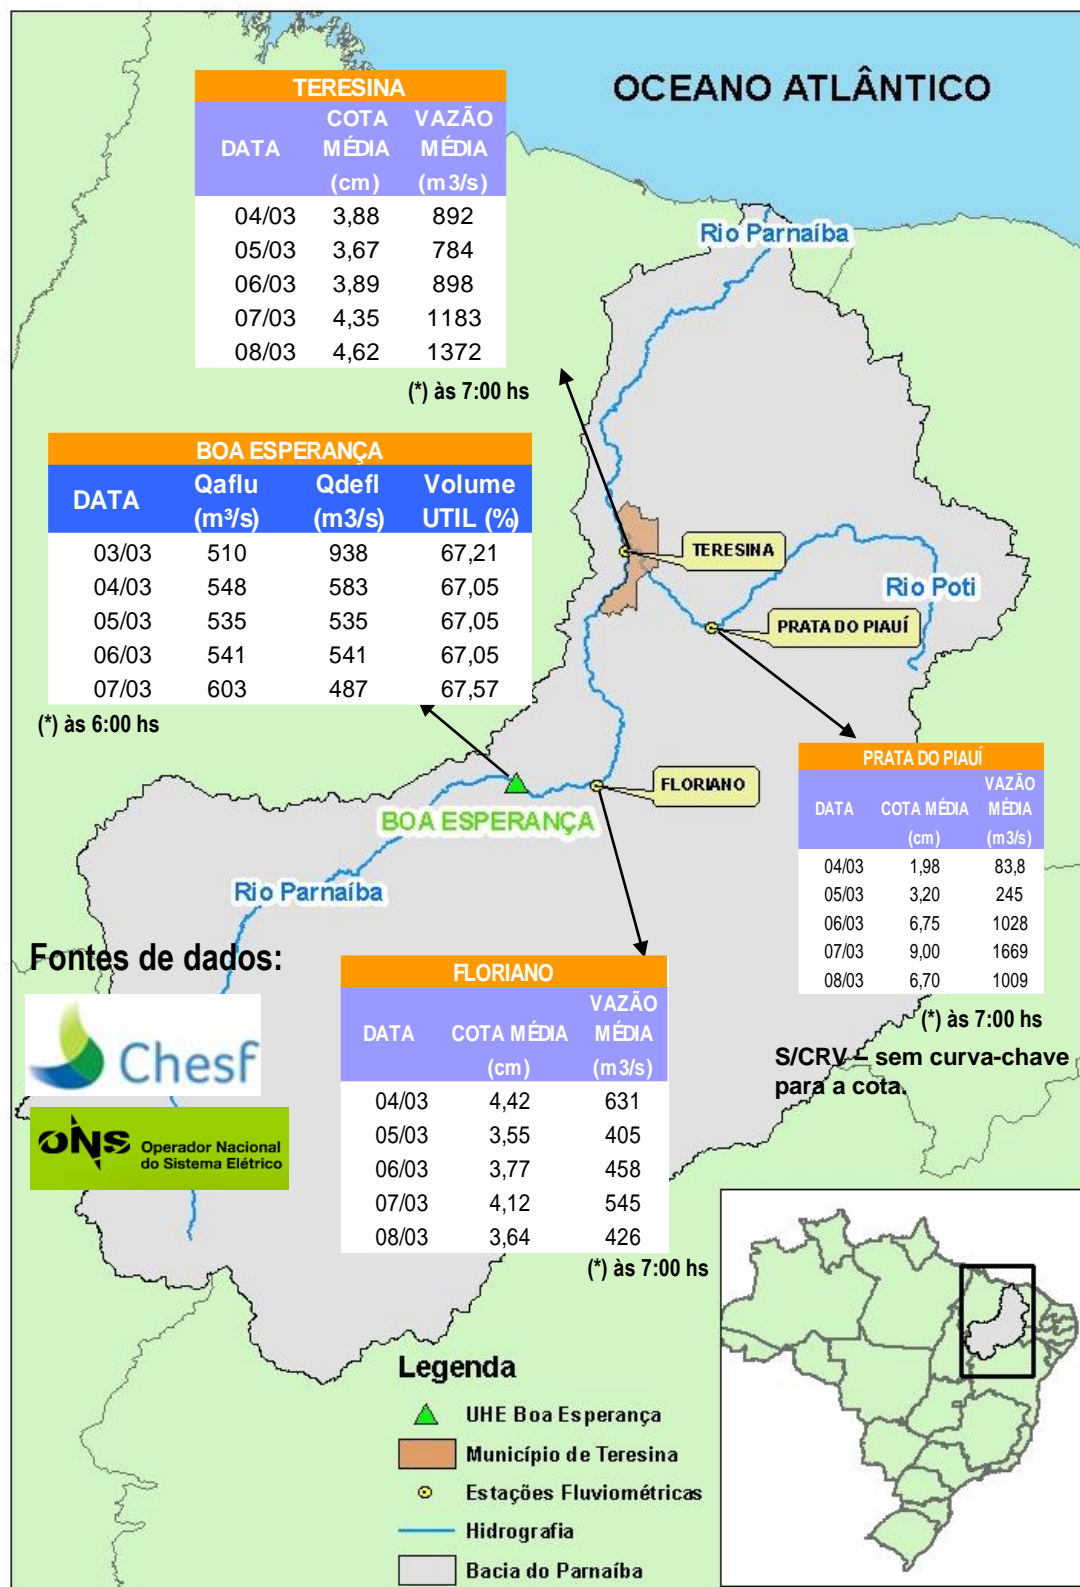 OCEANO ATLÂNTICO
TERESINA
DATA COTA MÉDIA (cm) VAZÃO MÉDIA (m3/s)
04/03 3,88 892
05/03 3,67 784
06/03 3,89 898
07/03 4,35 1183
08/03 4,62 1372
(*) às 7:00 hs
Rio Parnaíba
BOA ESPERANÇA
DATA Qaflu (m³/s) Qdefl (m3/s) Volume UTIL (%)
03/03 510 938 67,21
04/03 548 583 67,05
05/03 535 535 67,05
06/03 541 541 67,05
07/03 603 487 67,57
(*) às 6:00 hs
TERESINA
Rio Poti
PRATA DO PIAUÍ
FLORIANO
BOA ESPERANÇA
Rio Parnaíba
PRATA DO PIAUÍ
DATA COTA MÉDIA (cm) VAZÃO MÉDIA (m3/s)
04/03 1,98 83,8
05/03 3,20 245
06/03 6,75 1028
07/03 9,00 1669
08/03 6,70 1009
(*) às 7:00 hs
S/CRV – sem curva-chave
para a cota.
Fontes de dados:
Chesf
ONS Operador Nacional
do Sistema Elétrico
FLORIANO
DATA COTA MÉDIA (cm) VAZÃO MÉDIA (m3/s)
04/03 4,42 631
05/03 3,55 405
06/03 3,77 458
07/03 4,12 545
08/03 3,64 426
(*) às 7:00 hs
Legenda
UHE Boa Esperança
Município de Teresina
Estações Fluviométricas
Hidrografia
Bacia do Parnaíba